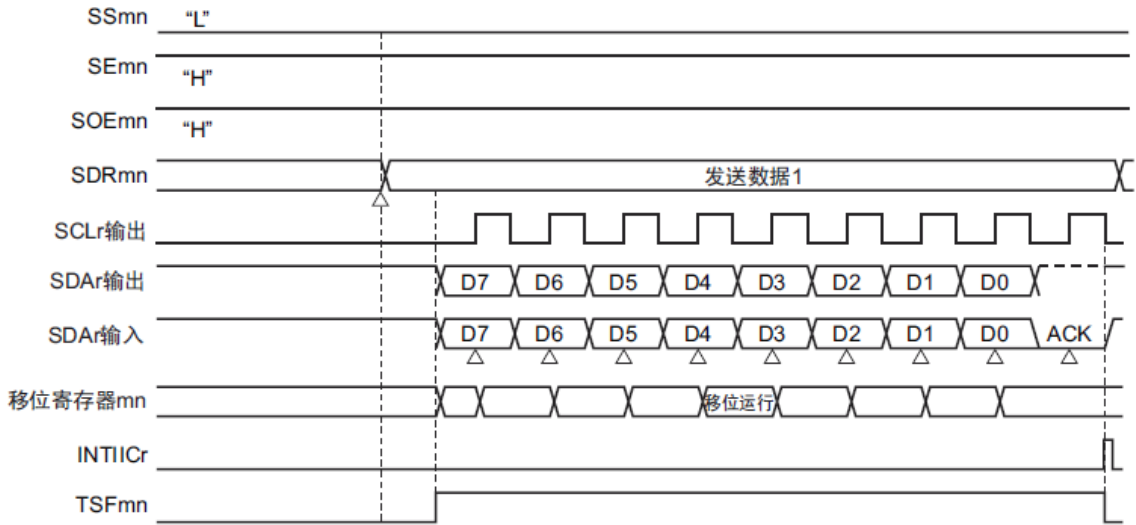 SSmn “L”
SEmn “H”
SOEmn “H”
SDRmn 发送数据1
SCLr输出
SDAr输出 D7 D6 D5 D4 D3 D2 D1 D0
SDAr输入 D7 D6 D5 D4 D3 D2 D1 D0 ACK
移位寄存器mn 移位运行
INTIICr
TSFmn